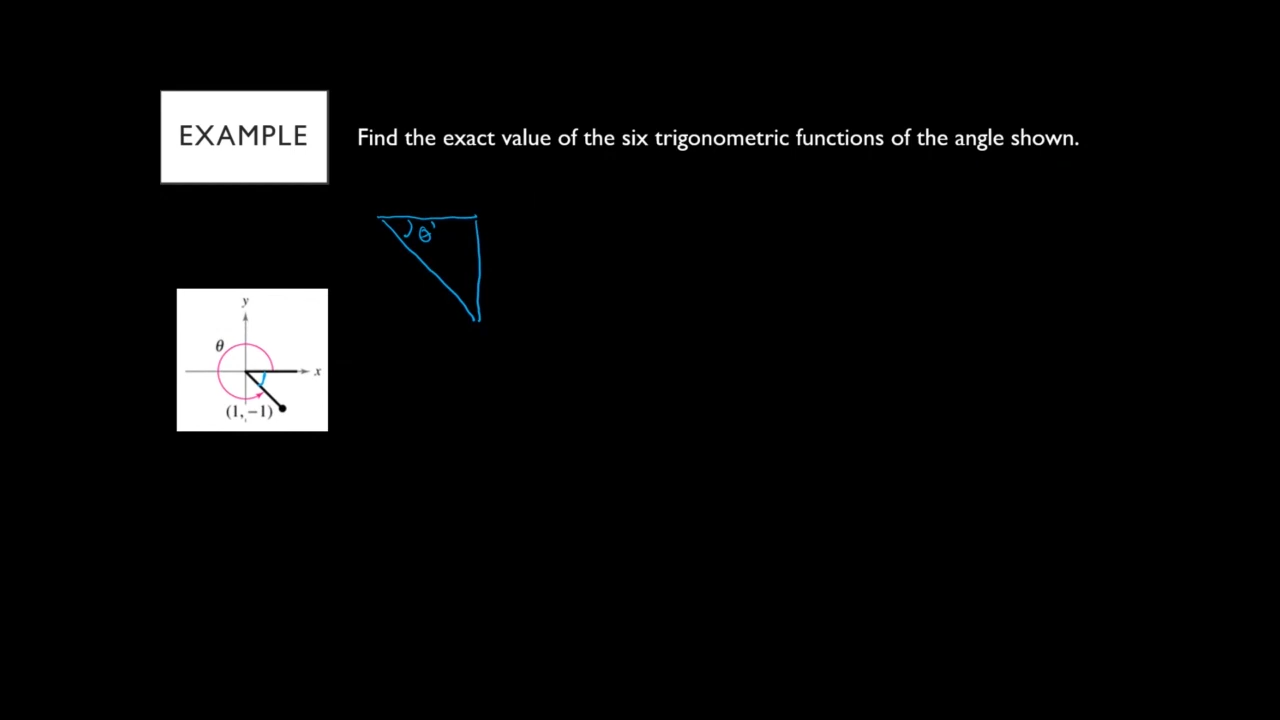 EXAMPLE
Find the exact value of the six trigonometric functions of the angle shown.
θ'
y
θ
x
(1, −1)